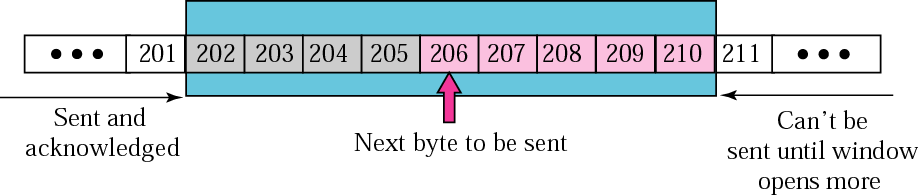 ••• 201 202 203 204 205 206 207 208 209 210 211 •••
Sent and
acknowledged
Next byte to be sent
Can't be
sent until window
opens more